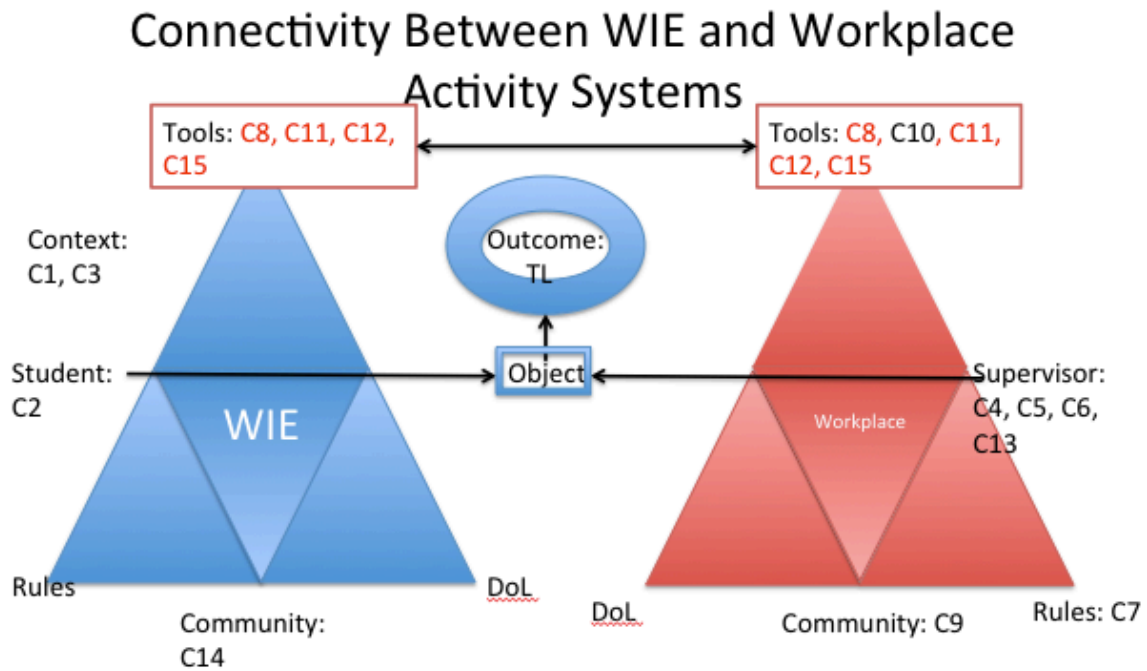 Connectivity Between WIE and Workplace
Activity Systems
Tools: C8, C11, C12,
C15
Tools: C8, C10, C11,
C12, C15
Context:
C1, C3
Outcome:
TL
Student:
C2
Object
Supervisor:
C4, C5, C6,
C13
WIE
Workplace
Rules
DoL
Community:
C14
DoL
Community: C9
Rules: C7